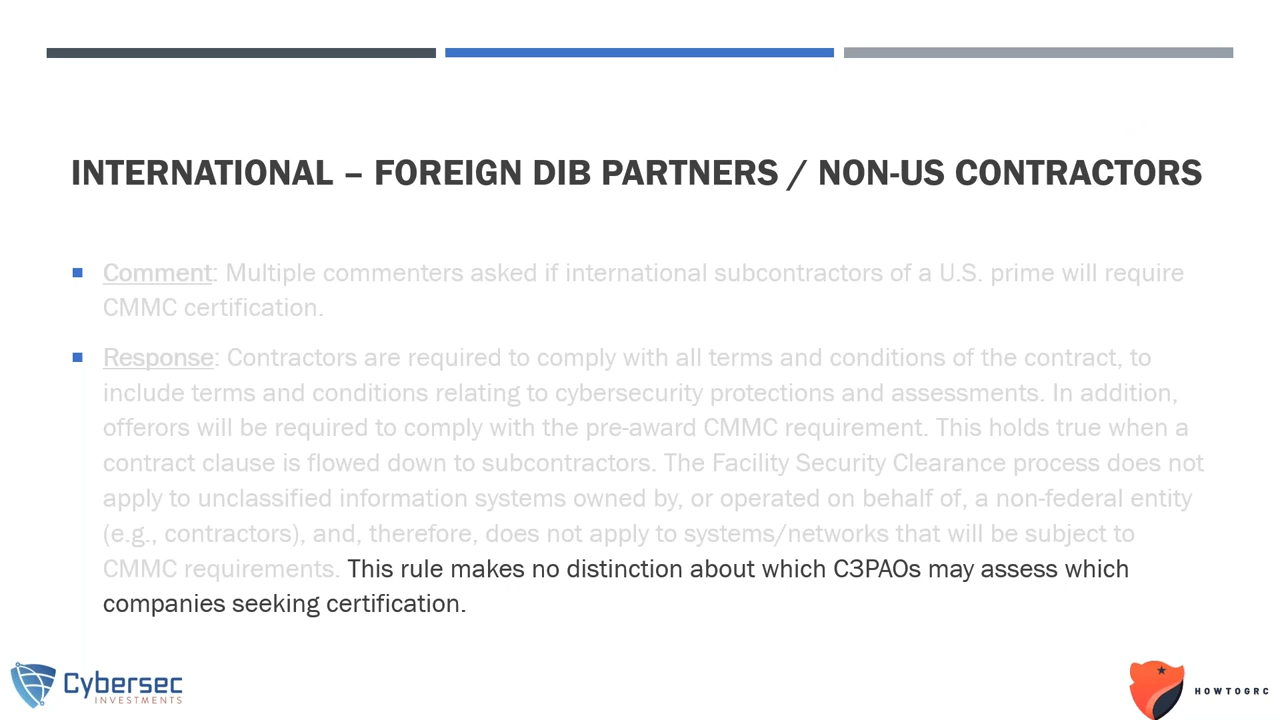 INTERNATIONAL – FOREIGN DIB PARTNERS / NON-US CONTRACTORS
Comment: Multiple commenters asked if international subcontractors of a U.S. prime will require
CMMC certification.
Response: Contractors are required to comply with all terms and conditions of the contract, to
include terms and conditions relating to cybersecurity protections and assessments. In addition,
offerors will be required to comply with the pre-award CMMC requirement. This holds true when a
contract clause is flowed down to subcontractors. The Facility Security Clearance process does not
apply to unclassified information systems owned by, or operated on behalf of, a non-federal entity
(e.g., contractors), and, therefore, does not apply to systems/networks that will be subject to
CMMC requirements. This rule makes no distinction about which C3PAOs may assess which
companies seeking certification.
Cybersec
INVESTMENTS
HOWTOGRC